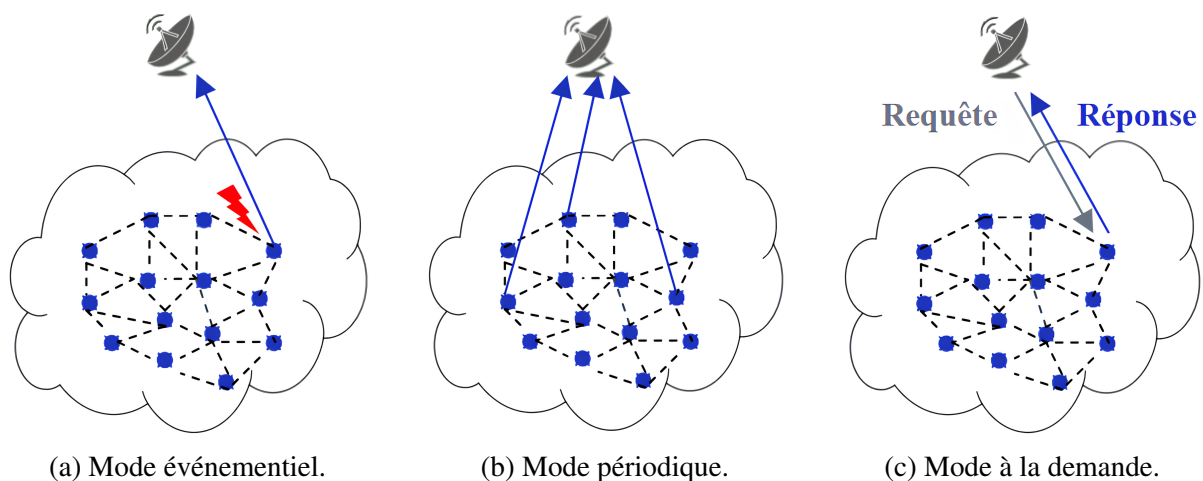 Requête Réponse
(a) Mode événementiel.
(b) Mode périodique.
(c) Mode à la demande.